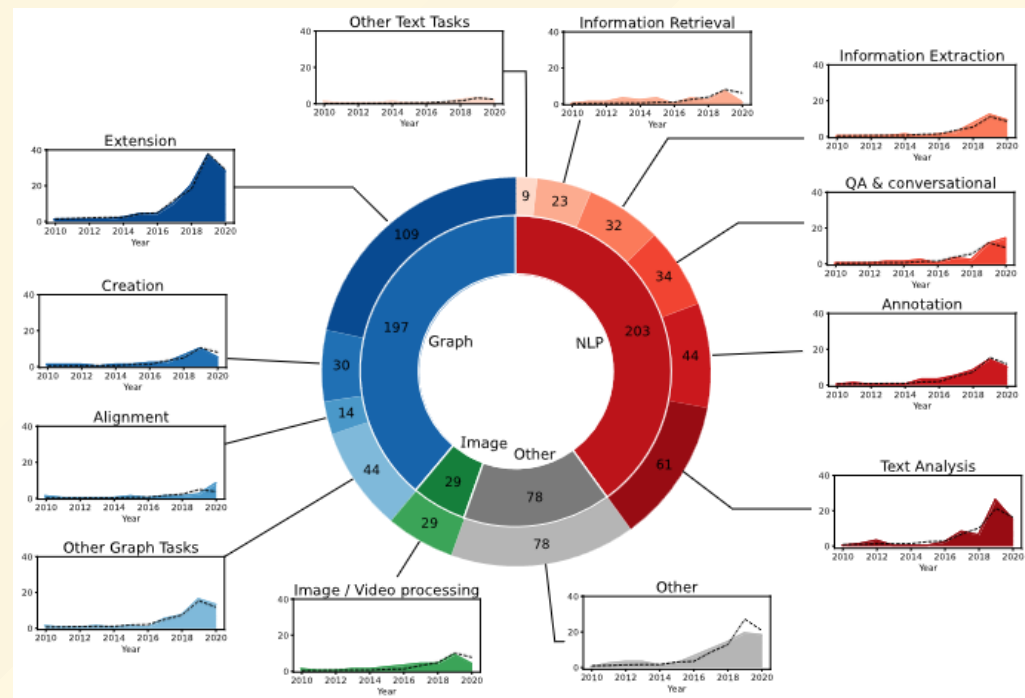 Other Text Tasks
40
20
0
2010 2012 2014 2016 2018 2020
Year
Information Retrieval
40
20
0
2010 2012 2014 2016 2018 2020
Year
Information Extraction
40
20
0
2010 2012 2014 2016 2018 2020
Year
Extension
40
20
0
2010 2012 2014 2016 2018 2020
Year
QA & conversational
40
20
0
2010 2012 2014 2016 2018 2020
Year
Creation
40
20
0
2010 2012 2014 2016 2018 2020
Year
Annotation
40
20
0
2010 2012 2014 2016 2018 2020
Year
Alignment
40
20
0
2010 2012 2014 2016 2018 2020
Year
Text Analysis
40
20
0
2010 2012 2014 2016 2018 2020
Year
Other Graph Tasks
40
20
0
2010 2012 2014 2016 2018 2020
Year
Image / Video processing
40
20
0
2010 2012 2014 2016 2018 2020
Year
Other
40
20
0
2010 2012 2014 2016 2018 2020
Year
9
23
32
34
44
61
78
29
44
14
30
109
197
Graph
NLP
203
Image
Other
29
78